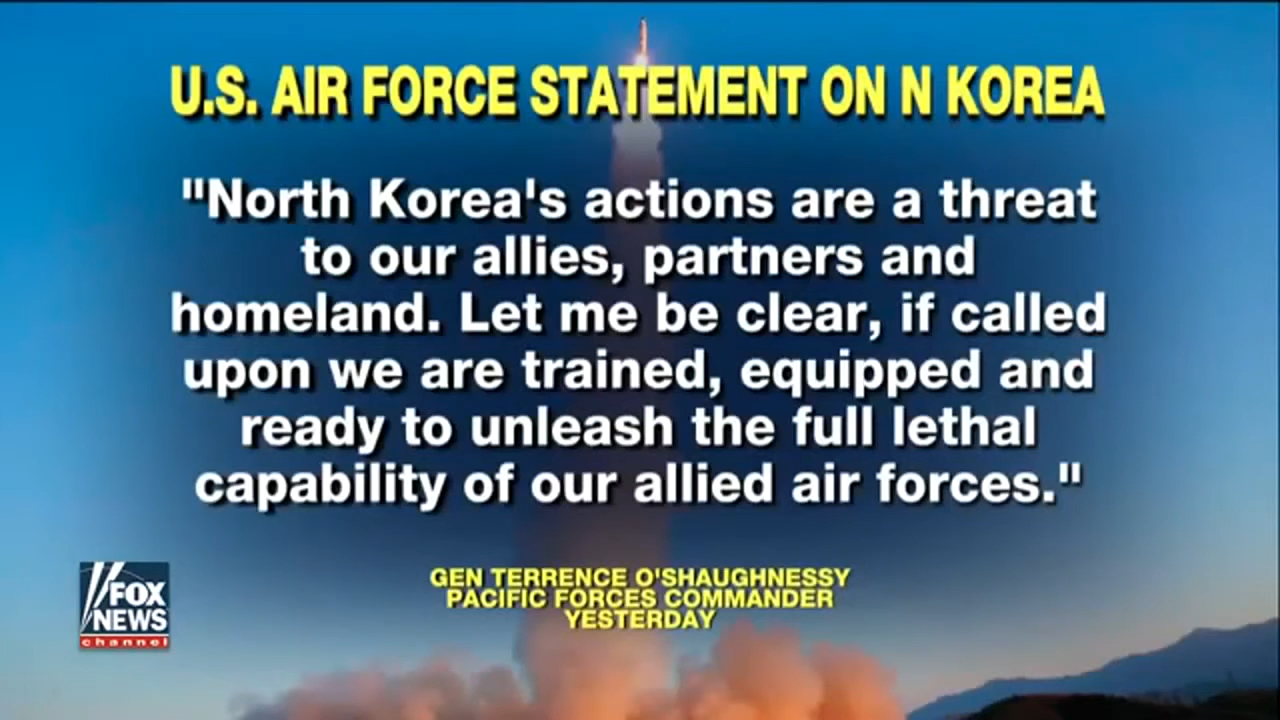 U.S. AIR FORCE STATEMENT ON N KOREA
"North Korea's actions are a threat
to our allies, partners and
homeland. Let me be clear, if called
upon we are trained, equipped and
ready to unleash the full lethal
capability of our allied air forces."
GEN TERRENCE O'SHAUGHNESSY
PACIFIC FORCES COMMANDER
YESTERDAY
FOX
NEWS
channel